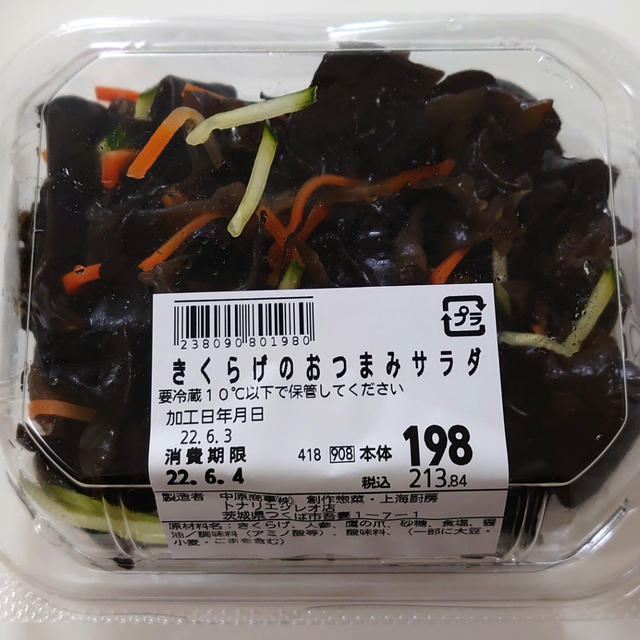 238090 801980
プラ
きくらげのおつまみサラダ
要冷蔵10℃以下で保管してください
加工日年月日
22.6.3
消費期限 418 908 本体 198
22.6.4 税込 213.84
製造者 中原商事(株) 創作惣菜・上海厨房
トナリエクレオ店
茨城県つくば市吾妻1-7-1
原材料名:きくらげ、人参、鷹の爪、砂糖、食塩、醤
油/調味料(アミノ酸等)、酸味料、(一部に大豆・
小麦・ごまを含む)